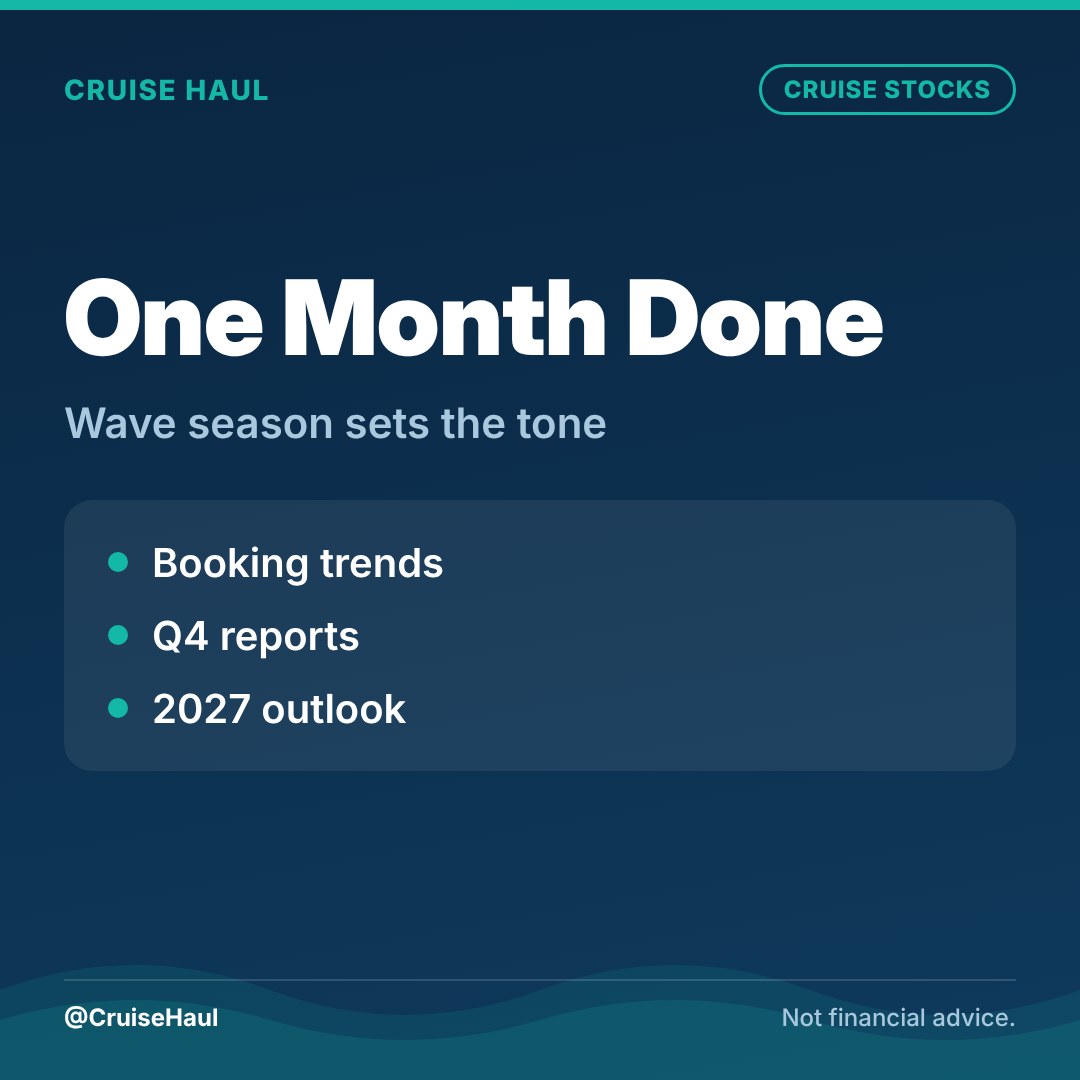 CRUISE HAUL
CRUISE STOCKS
One Month Done
Wave season sets the tone
Booking trends
Q4 reports
2027 outlook
@CruiseHaul
Not financial advice.